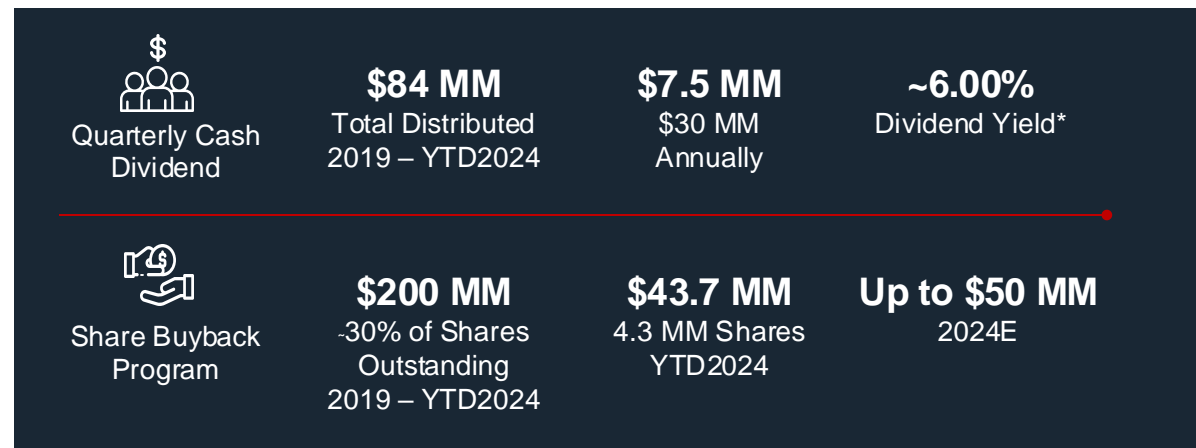 $
Quarterly Cash
Dividend
$84 MM
Total Distributed
2019 – YTD2024
$7.5 MM
$30 MM
Annually
~6.00%
Dividend Yield*
$
Share Buyback
Program
$200 MM
~30% of Shares
Outstanding
2019 – YTD2024
$43.7 MM
4.3 MM Shares
YTD2024
Up to $50 MM
2024E